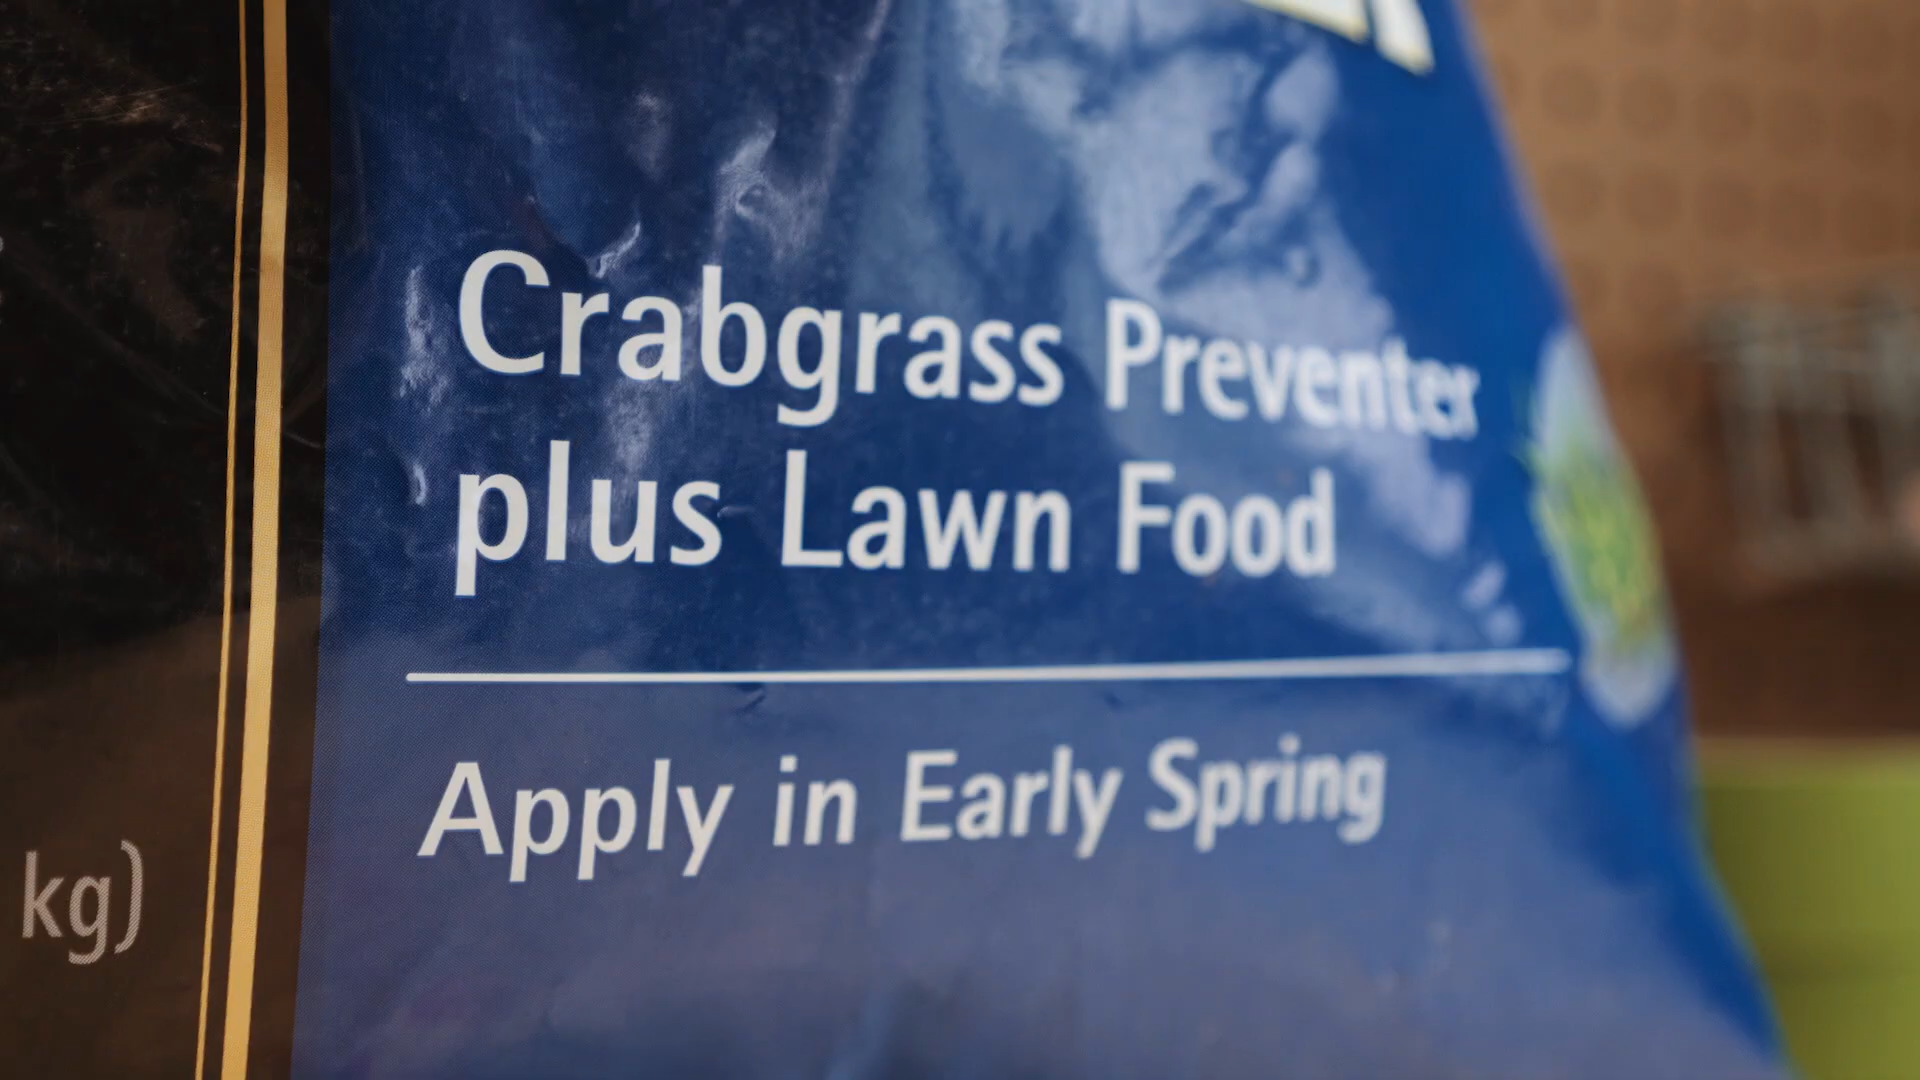 Crabgrass Preventer
plus Lawn Food
Apply in Early Spring
kg)